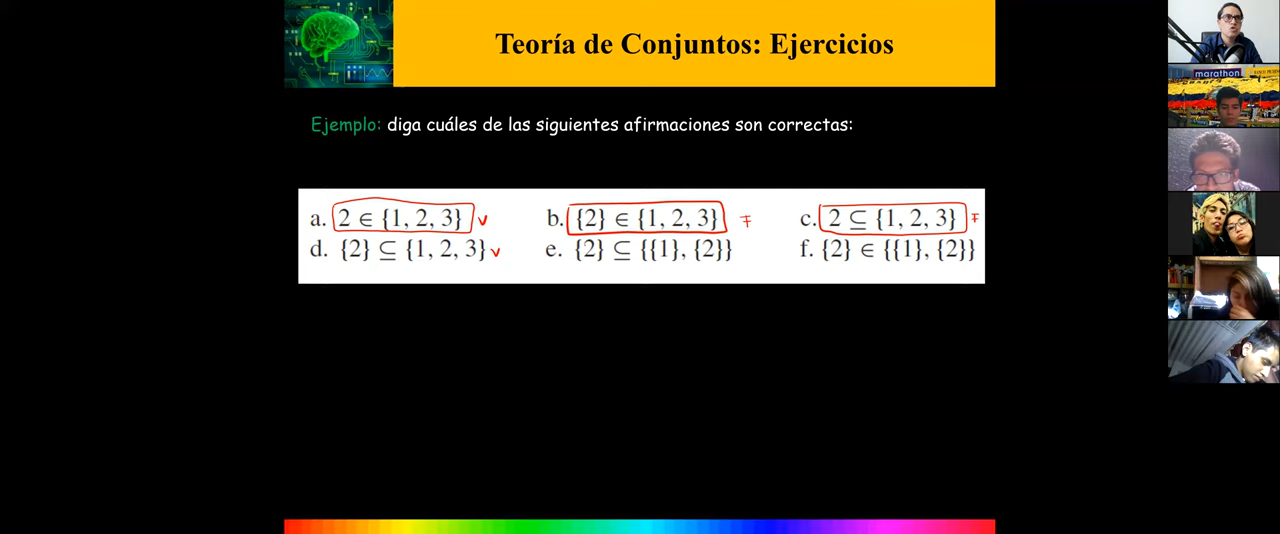 Teoría de Conjuntos: Ejercicios
marathon
Ejemplo: diga cuáles de las siguientes afirmaciones son correctas:
a. 2 ∈ {1, 2, 3} V b. {2} ∈ {1, 2, 3} F c. 2 ⊆ {1, 2, 3} F
d. {2} ⊆ {1, 2, 3} V e. {2} ⊆ {{1}, {2}} f. {2} ∈ {{1}, {2}}